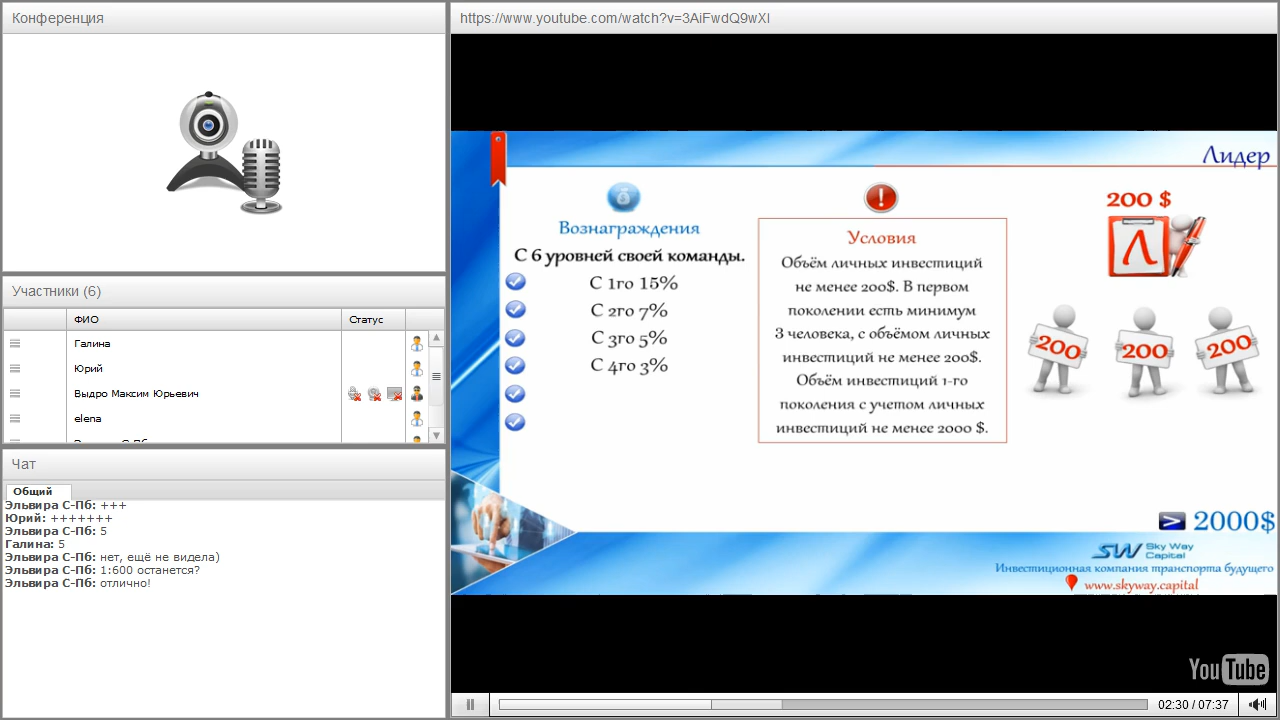 Конференция
https://www.youtube.com/watch?v=3AiFwdQ9wXI
Участники (6)
ФИО
Статус
Галина
Юрий
Выдро Максим Юрьевич
elena
Чат
Общий
Эльвира С-Пб: +++
Юрий: +++++++
Эльвира С-Пб: 5
Галина: 5
Эльвира С-Пб: нет, ещё не видела)
Эльвира С-Пб: 1:600 останется?
Эльвира С-Пб: отлично!
Лидер
Вознаграждения
С 6 уровней своей команды.
С 1го 15%
С 2го 7%
С 3го 5%
С 4го 3%
Условия
Объём личных инвестиций
не менее 200$. В первом
поколении есть минимум
3 человека, с объёмом личных
инвестиций не менее 200$.
Объём инвестиций 1-го
поколения с учетом личных
инвестиций не менее 2000 $.
200 $
Л
200
200
200
> 2000$
SW Sky Way
Capital
Инвестиционная компания транспорта будущего
www.skyway.capital
YouTube
02:30 / 07:37